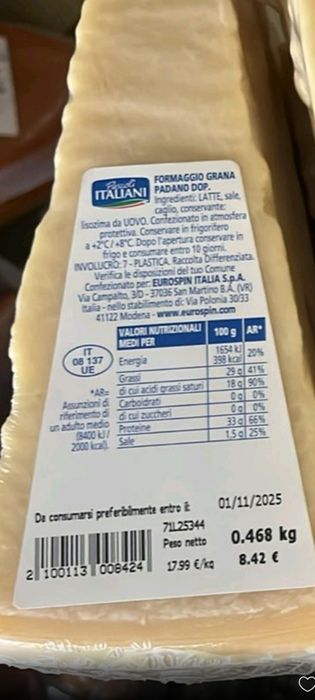 Pascoli
ITALIANI
FORMAGGIO GRANA
PADANO DOP.
Ingredienti: LATTE, sale,
caglio, conservante:
lisozima da UOVO. Confezionato in atmosfera
protettiva. Conservare in frigorifero
a +2°C/+8°C. Dopo l'apertura conservare in
frigo e consumare entro 10 giorni.
INVOLUCRO: 7 - PLASTICA. Raccolta Differenziata.
Verifica le disposizioni del tuo Comune
Confezionato per: EUROSPIN ITALIA S.p.A.
Via Campalto, 3/D - 37036 San Martino B.A. (VR)
Italia - nello stabilimento di: Via Polonia 30/33
41122 Modena - www.eurospin.com
VALORI NUTRIZIONALI
MEDI PER 100 g AR*
IT
08 137
UE
Energia 1654 kJ
398 kcal 20%
Grassi 29 g 41%
di cui acidi grassi saturi 18 g 90%
Carboidrati 0 g 0%
di cui zuccheri 0 g 0%
Proteine 33 g 66%
Sale 1,5 g 25%
*AR=
Assunzioni di
riferimento di
un adulto medio
(8400 kJ/
2000 kcal).
Da consumarsi preferibilmente entro il: 01/11/2025
71L25344
Peso netto 0.468 kg
17.99 €/kg 8.42 €
2 100113 008424